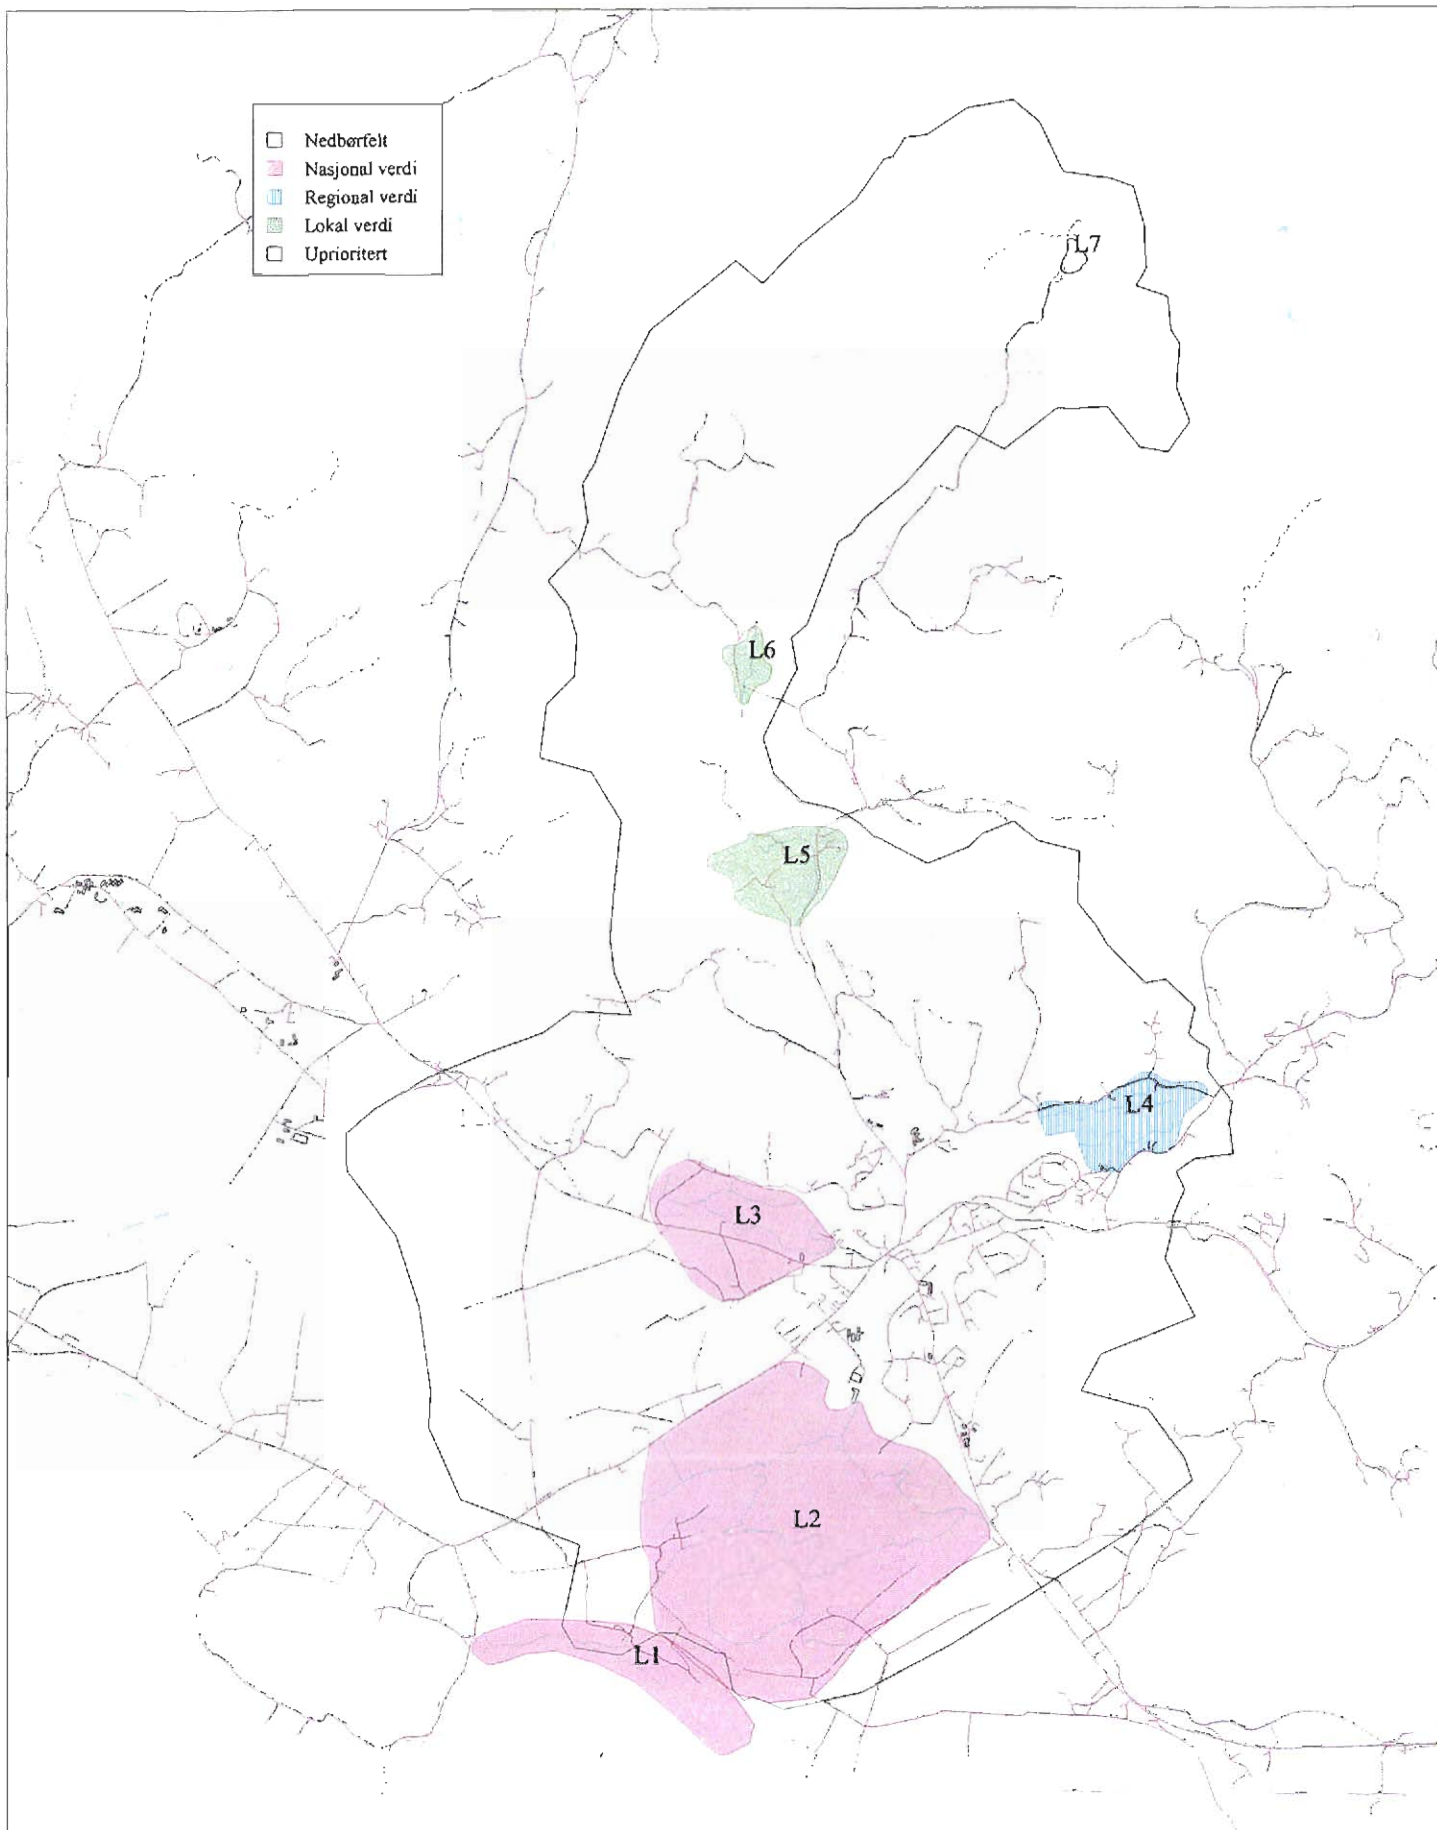 Nedbørfelt
Nasjonal verdi
Regional verdi
Lokal verdi
Uprioritert
L7
L6
L5
L4
L3
L2
L1